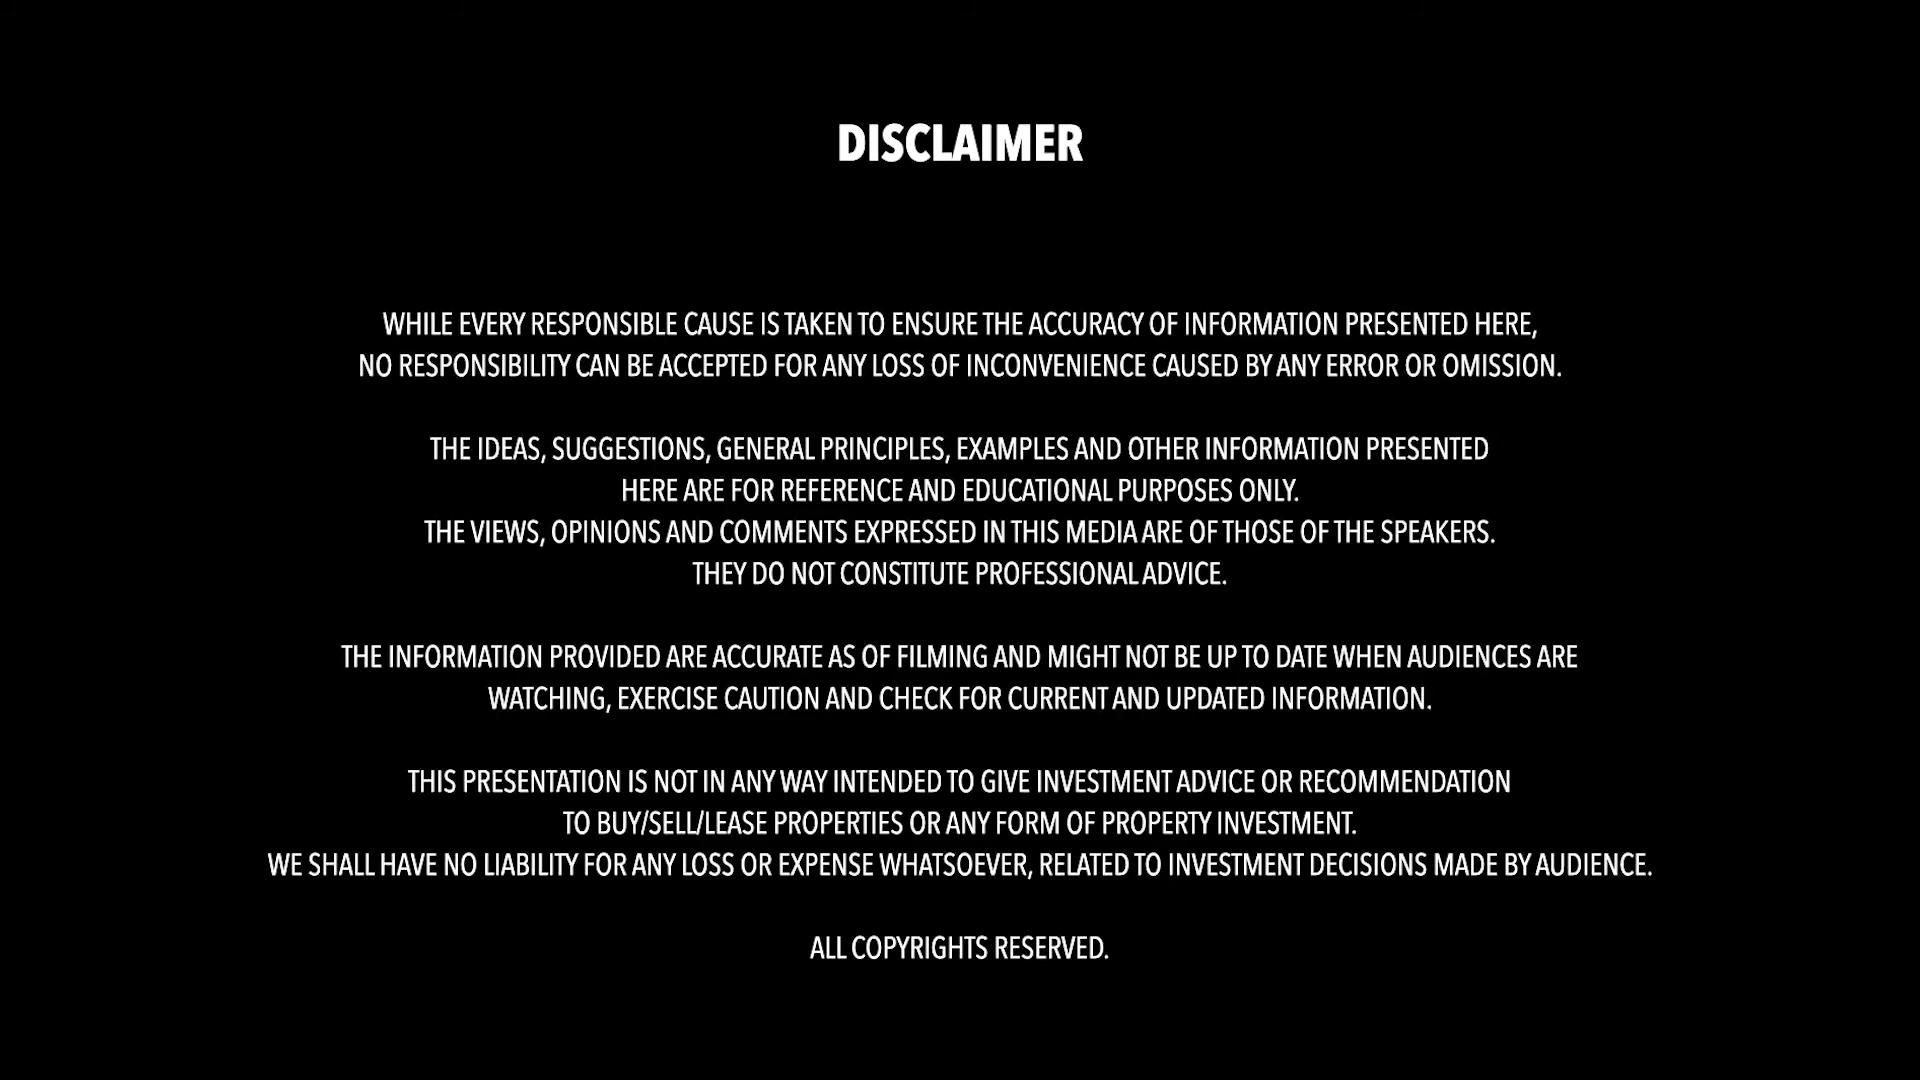 DISCLAIMER
WHILE EVERY RESPONSIBLE CAUSE IS TAKEN TO ENSURE THE ACCURACY OF INFORMATION PRESENTED HERE,
NO RESPONSIBILITY CAN BE ACCEPTED FOR ANY LOSS OF INCONVENIENCE CAUSED BY ANY ERROR OR OMISSION.
THE IDEAS, SUGGESTIONS, GENERAL PRINCIPLES, EXAMPLES AND OTHER INFORMATION PRESENTED
HERE ARE FOR REFERENCE AND EDUCATIONAL PURPOSES ONLY.
THE VIEWS, OPINIONS AND COMMENTS EXPRESSED IN THIS MEDIA ARE OF THOSE OF THE SPEAKERS.
THEY DO NOT CONSTITUTE PROFESSIONAL ADVICE.
THE INFORMATION PROVIDED ARE ACCURATE AS OF FILMING AND MIGHT NOT BE UP TO DATE WHEN AUDIENCES ARE
WATCHING, EXERCISE CAUTION AND CHECK FOR CURRENT AND UPDATED INFORMATION.
THIS PRESENTATION IS NOT IN ANY WAY INTENDED TO GIVE INVESTMENT ADVICE OR RECOMMENDATION
TO BUY/SELL/LEASE PROPERTIES OR ANY FORM OF PROPERTY INVESTMENT.
WE SHALL HAVE NO LIABILITY FOR ANY LOSS OR EXPENSE WHATSOEVER, RELATED TO INVESTMENT DECISIONS MADE BY AUDIENCE.
ALL COPYRIGHTS RESERVED.